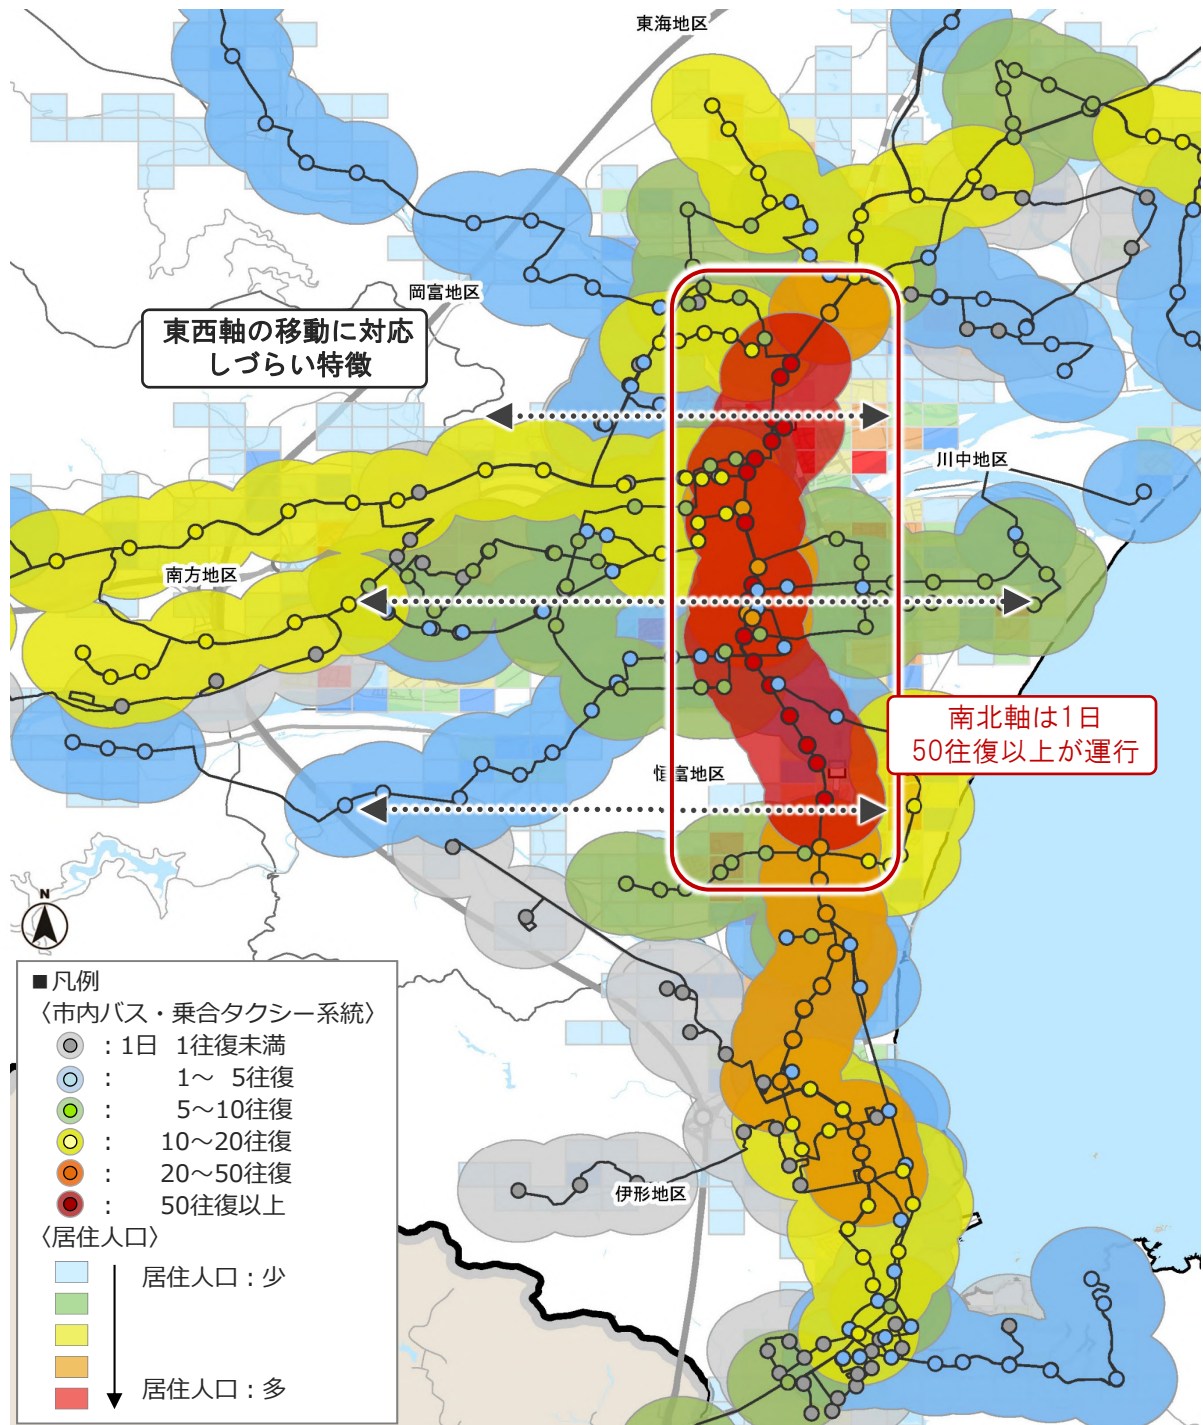 東海地区
岡富地区
東西軸の移動に対応
しづらい特徴
川中地区
南方地区
南北軸は1日
50往復以上が運行
恒富地区
N
■凡例
〈市内バス・乗合タクシー系統〉
：1日 1往復未満
： 1～ 5往復
： 5～10往復
： 10～20往復
： 20～50往復
： 50往復以上
〈居住人口〉
居住人口：少
居住人口：多
伊形地区